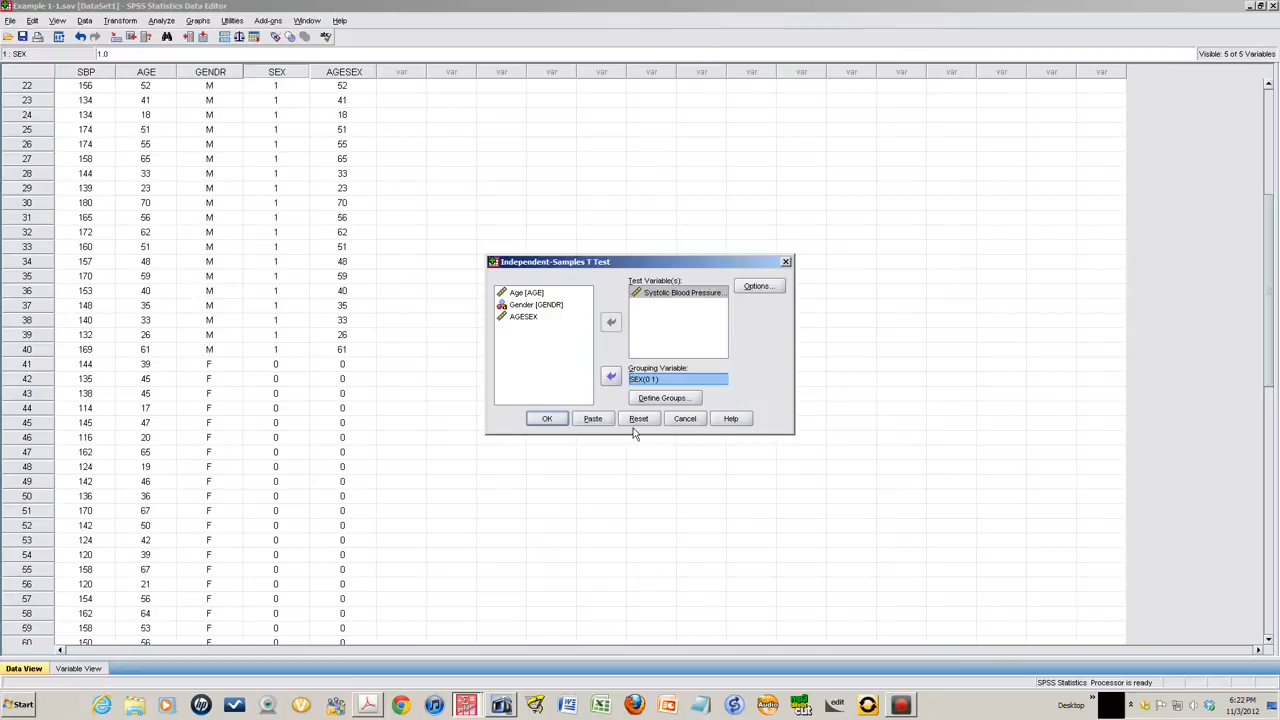 Example 1-1.sav [DataSet1] - SPSS Statistics Data Editor
File Edit View Data Transform Analyze Graphs Utilities Add-ons Window Help
1 : SEX 1.0 Visible: 5 of 5 Variables
SBP AGE GENDR SEX AGESEX var var var var var var var var var var var var var var var
22 156 52 M 1 52
23 134 41 M 1 41
24 134 18 M 1 18
25 174 51 M 1 51
26 174 55 M 1 55
27 158 65 M 1 65
28 144 33 M 1 33
29 139 23 M 1 23
30 180 70 M 1 70
31 165 56 M 1 56
32 172 62 M 1 62
33 160 51 M 1 51
34 157 48 M 1 48
35 170 59 M 1 59
36 153 40 M 1 40
37 148 35 M 1 35
38 140 33 M 1 33
39 132 26 M 1 26
40 169 61 M 1 61
41 144 39 F 0 0
42 135 45 F 0 0
43 138 45 F 0 0
44 114 17 F 0 0
45 145 47 F 0 0
46 116 20 F 0 0
47 162 65 F 0 0
48 124 19 F 0 0
49 142 46 F 0 0
50 136 36 F 0 0
51 170 67 F 0 0
52 142 50 F 0 0
53 124 42 F 0 0
54 120 39 F 0 0
55 158 67 F 0 0
56 120 21 F 0 0
57 154 56 F 0 0
58 162 64 F 0 0
59 158 53 F 0 0
60 150 56 F 0 0
Independent-Samples T Test
Test Variable(s):
Age [AGE]
Gender [GENDR]
AGESEX
Systolic Blood Pressure...
Options...
Grouping Variable:
SEX(0 1)
Define Groups...
OK Paste Reset Cancel Help
Data View Variable View
SPSS Statistics Processor is ready
Start
Audio
edit
Desktop
6:22 PM
11/3/2012